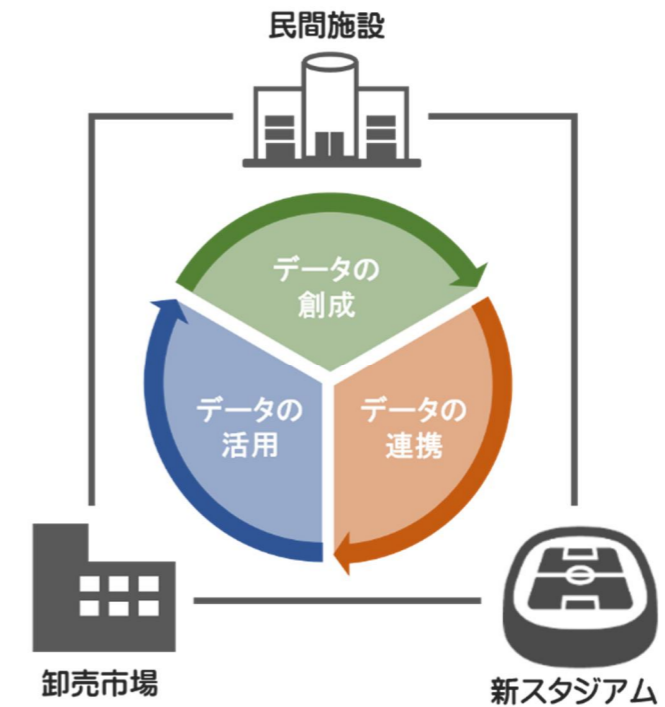 民間施設
データの
創成
データの
活用
データの
連携
卸売市場
新スタジアム